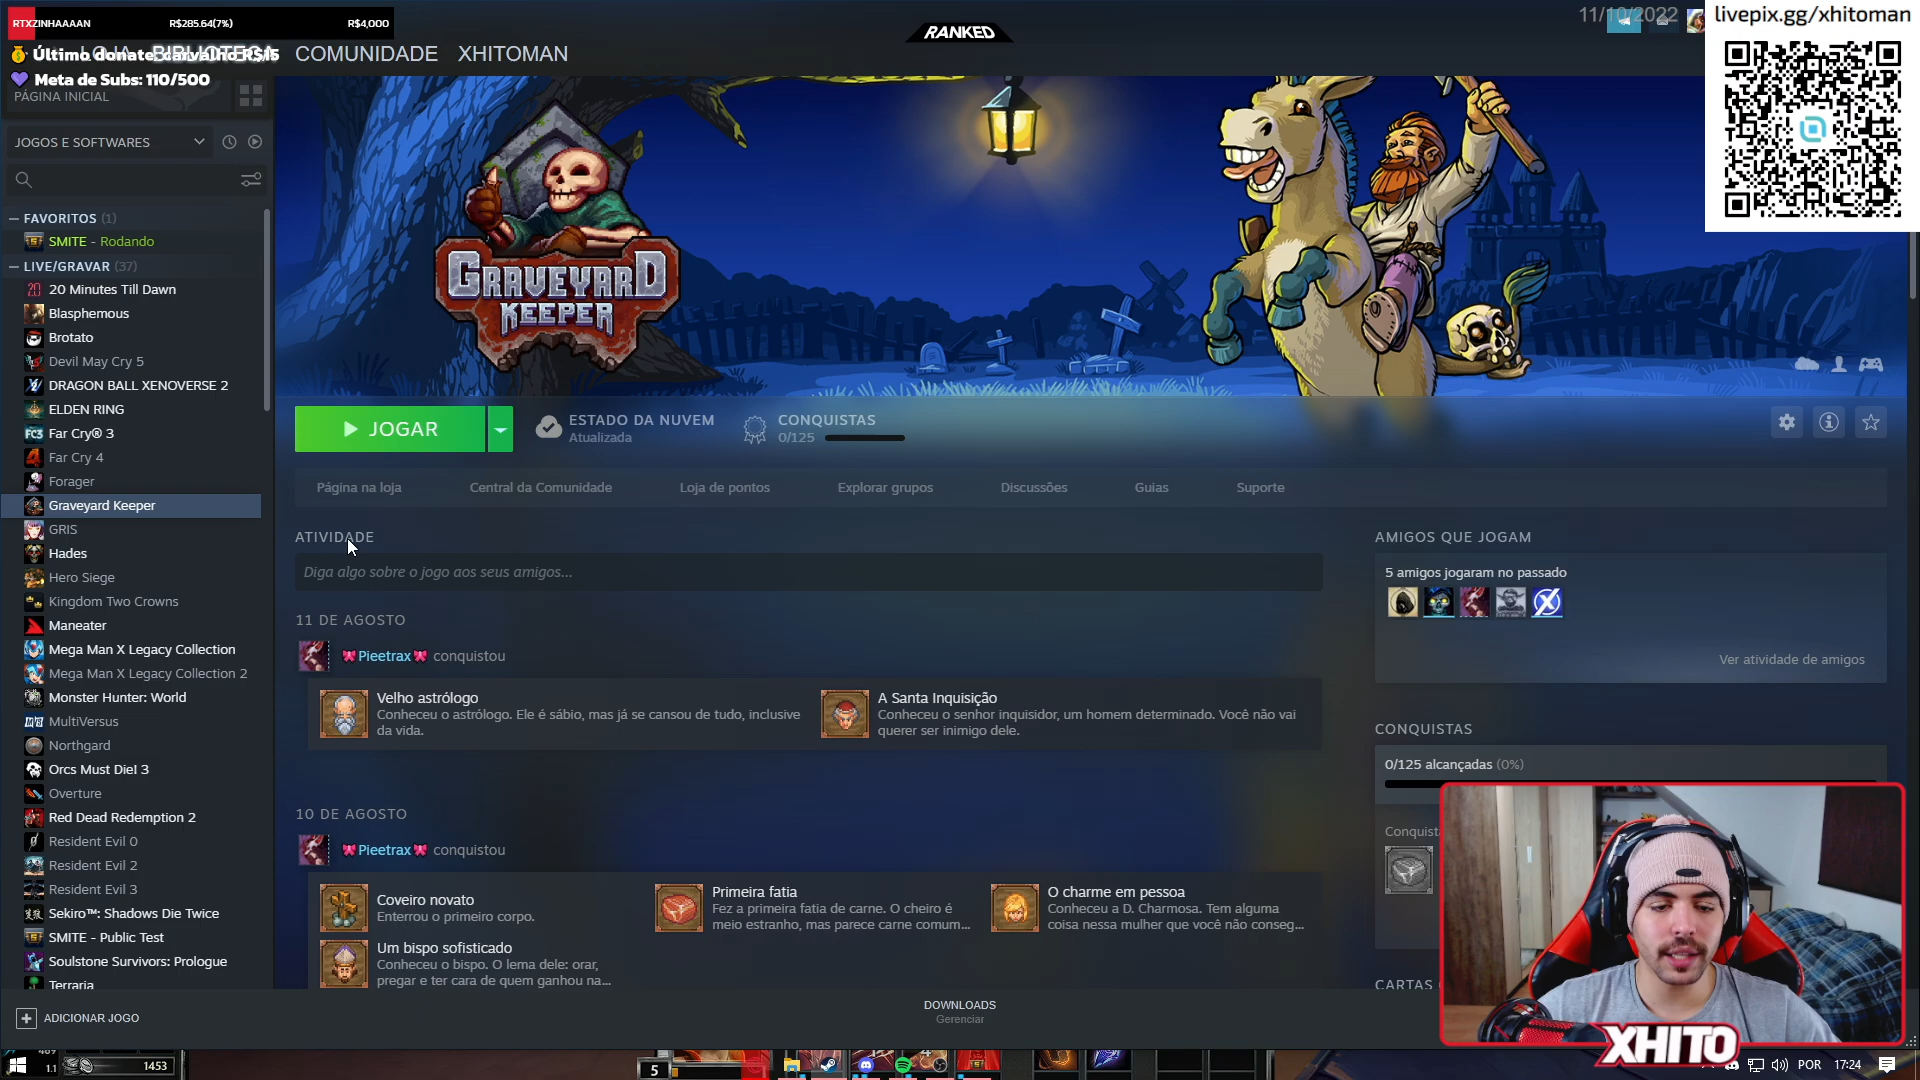 RTXZINHAAAAN R$285.64(7%) R$4,000
Último donate: carvalho R$15
Meta de Subs: 110/500
LOJA BIBLIOTECA COMUNIDADE XHITOMAN
RANKED
11/10/2022
livepix.gg/xhitoman
PÁGINA INICIAL
JOGOS E SOFTWARES
FAVORITOS (1)
SMITE - Rodando
LIVE/GRAVAR (37)
20 Minutes Till Dawn
Blasphemous
Brotato
Devil May Cry 5
DRAGON BALL XENOVERSE 2
ELDEN RING
Far Cry® 3
Far Cry 4
Forager
Graveyard Keeper
GRIS
Hades
Hero Siege
Kingdom Two Crowns
Maneater
Mega Man X Legacy Collection
Mega Man X Legacy Collection 2
Monster Hunter: World
MultiVersus
Northgard
Orcs Must Die! 3
Overture
Red Dead Redemption 2
Resident Evil 0
Resident Evil 2
Resident Evil 3
Sekiro™: Shadows Die Twice
SMITE - Public Test
Soulstone Survivors: Prologue
Terraria
ADICIONAR JOGO
GRAVEYARD
KEEPER
JOGAR
ESTADO DA NUVEM
Atualizada
CONQUISTAS
0/125
Página na loja Central da Comunidade Loja de pontos Explorar grupos Discussões Guias Suporte
ATIVIDADE
Diga algo sobre o jogo aos seus amigos...
11 DE AGOSTO
Pieetrax conquistou
Velho astrólogo
Conheceu o astrólogo. Ele é sábio, mas já se cansou de tudo, inclusive
da vida.
A Santa Inquisição
Conheceu o senhor inquisidor, um homem determinado. Você não vai
querer ser inimigo dele.
10 DE AGOSTO
Pieetrax conquistou
Coveiro novato
Enterrou o primeiro corpo.
Primeira fatia
Fez a primeira fatia de carne. O cheiro é
meio estranho, mas parece carne comum...
O charme em pessoa
Conheceu a D. Charmosa. Tem alguma
coisa nessa mulher que você não conseg...
Um bispo sofisticado
Conheceu o bispo. O lema dele: orar,
pregar e ter cara de quem ganhou na...
AMIGOS QUE JOGAM
5 amigos jogaram no passado
Ver atividade de amigos
CONQUISTAS
0/125 alcançadas (0%)
Conquist
CARTAS
DOWNLOADS
Gerenciar
XHITO
1.1
1453
5
POR 17:24